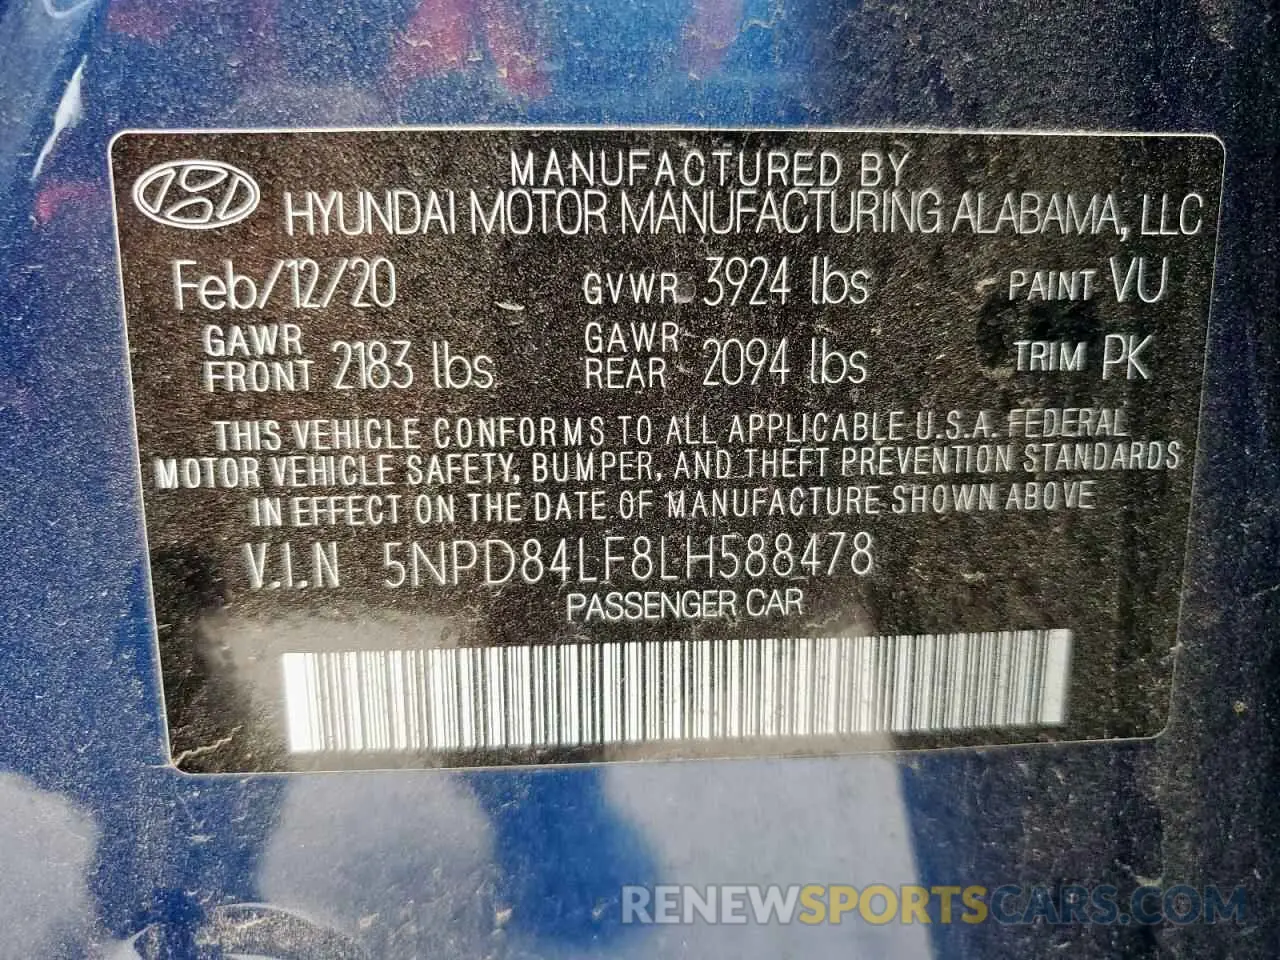 MANUFACTURED BY
HYUNDAI MOTOR MANUFACTURING ALABAMA, LLC
Feb/12/20 GVWR 3924 lbs PAINT VU
GAWR FRONT 2183 lbs GAWR REAR 2094 lbs TRIM PK
THIS VEHICLE CONFORMS TO ALL APPLICABLE U.S.A. FEDERAL
MOTOR VEHICLE SAFETY, BUMPER, AND THEFT PREVENTION STANDARDS
IN EFFECT ON THE DATE OF MANUFACTURE SHOWN ABOVE
V.I.N 5NPD84LF8LH588478
PASSENGER CAR
RENEWSPORTSCARS.COM